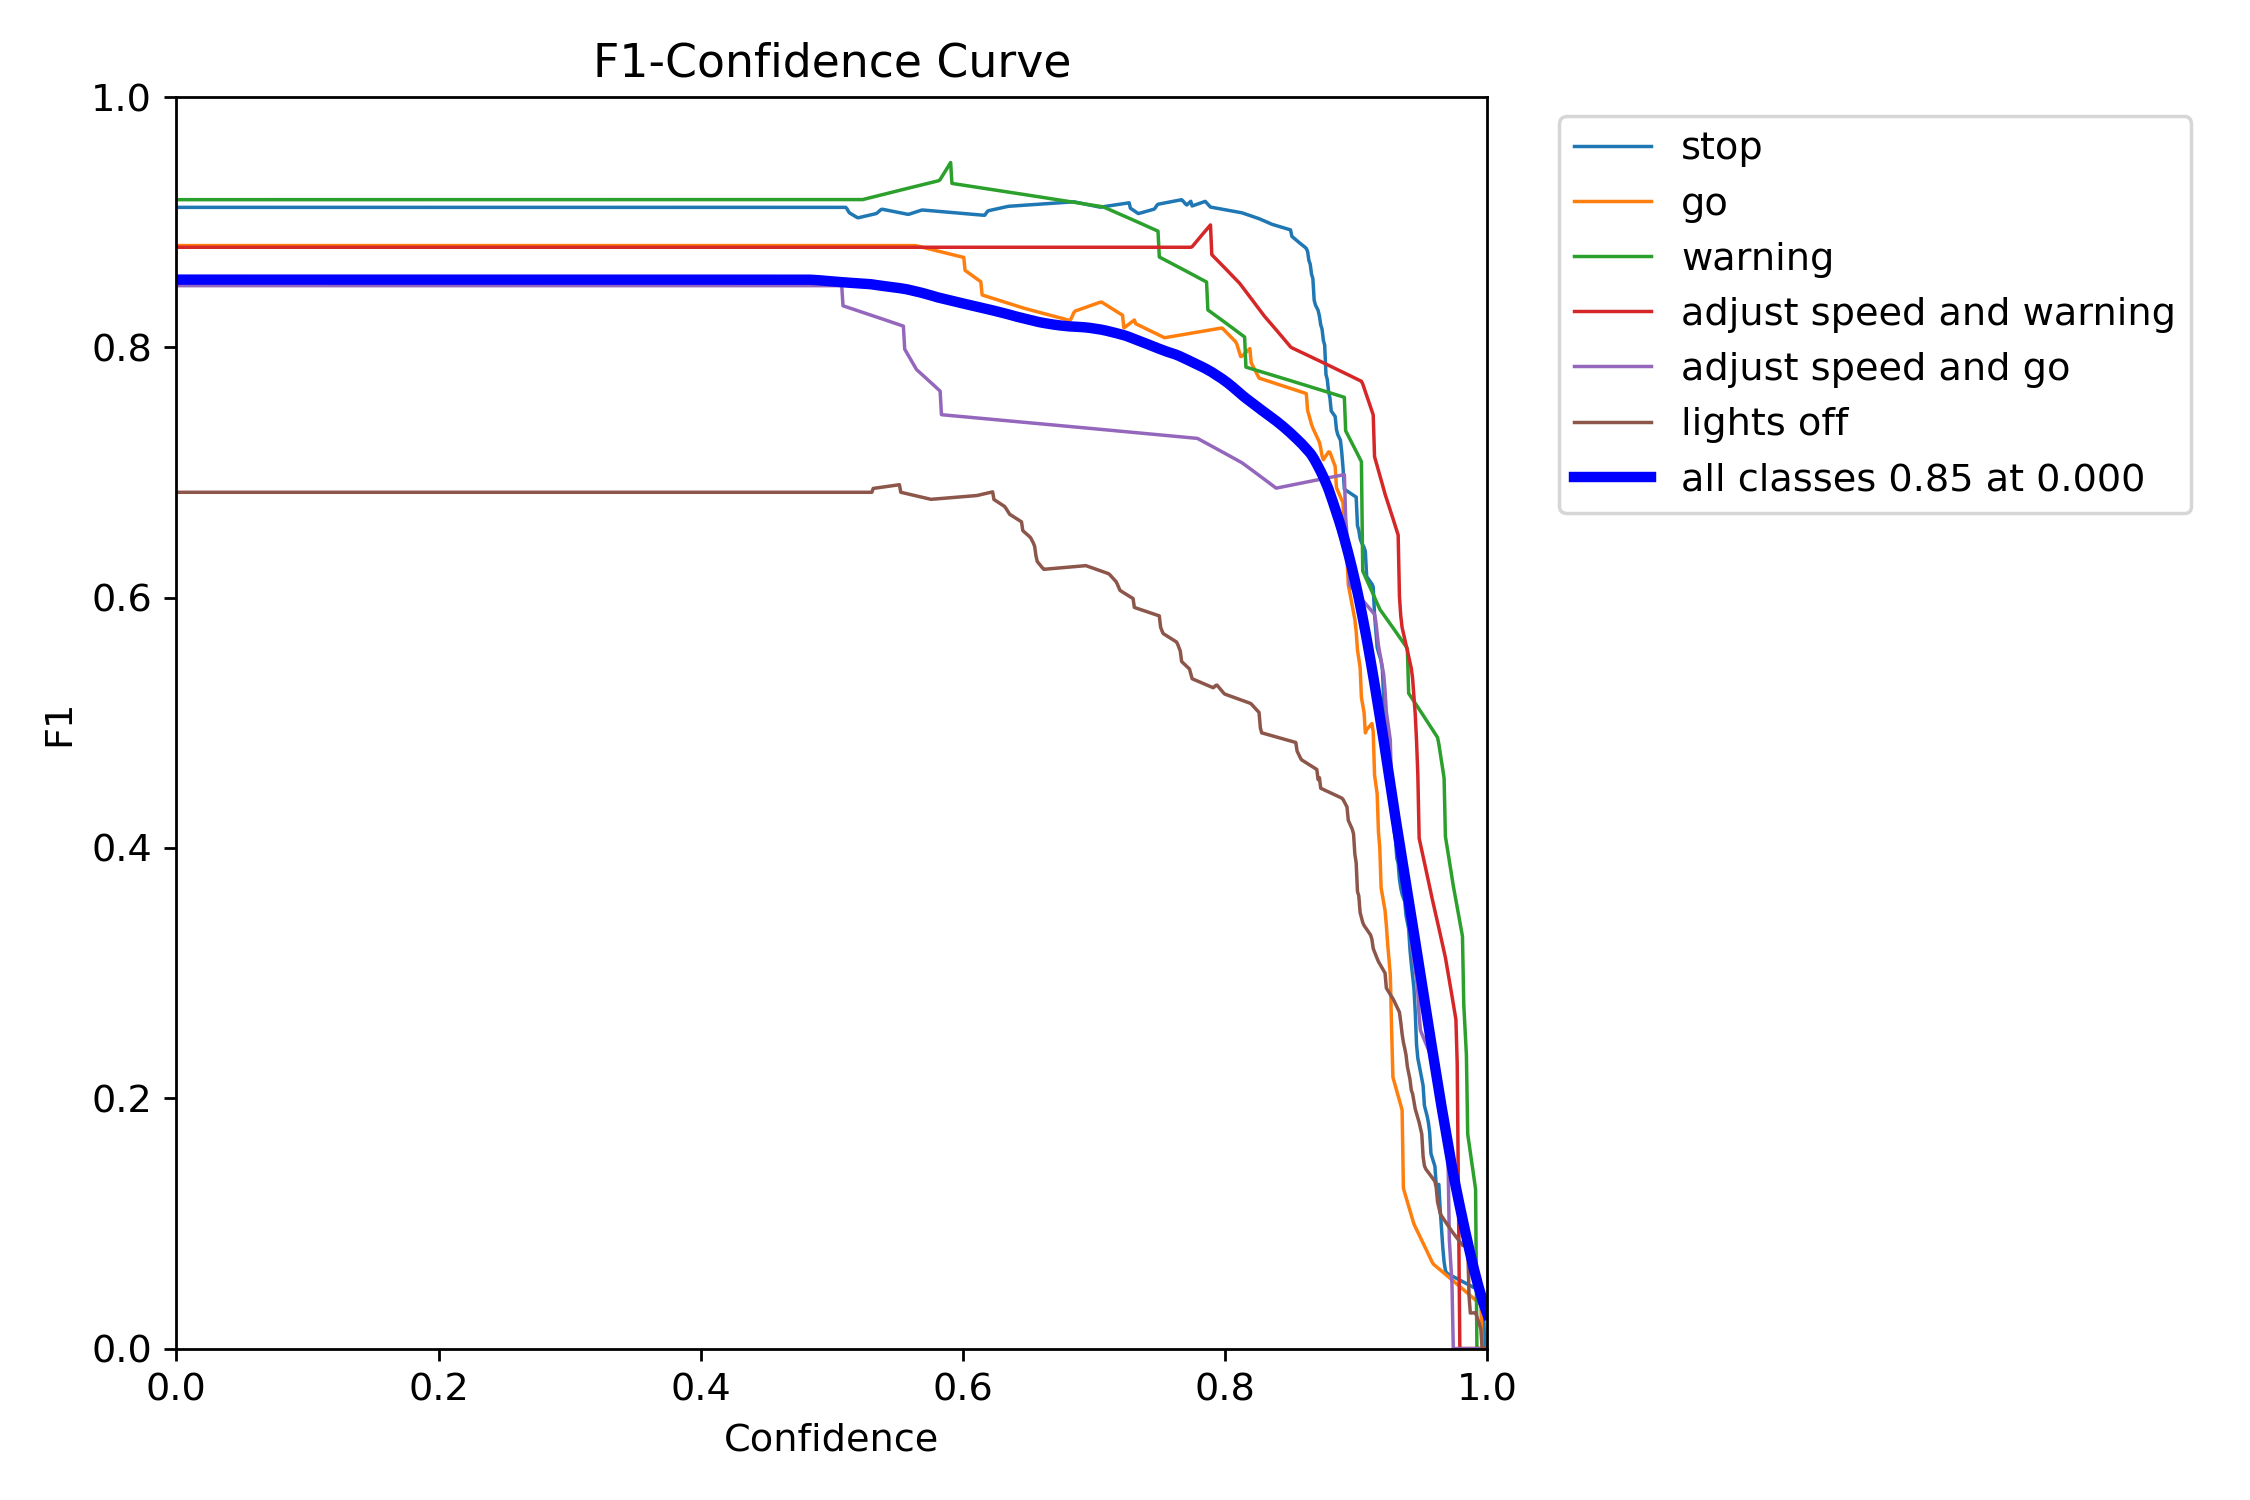 F1-Confidence Curve
1.0
0.8
0.6
0.4
0.2
0.0
F1
0.0 0.2 0.4 0.6 0.8 1.0
Confidence
stop
go
warning
adjust speed and warning
adjust speed and go
lights off
all classes 0.85 at 0.000